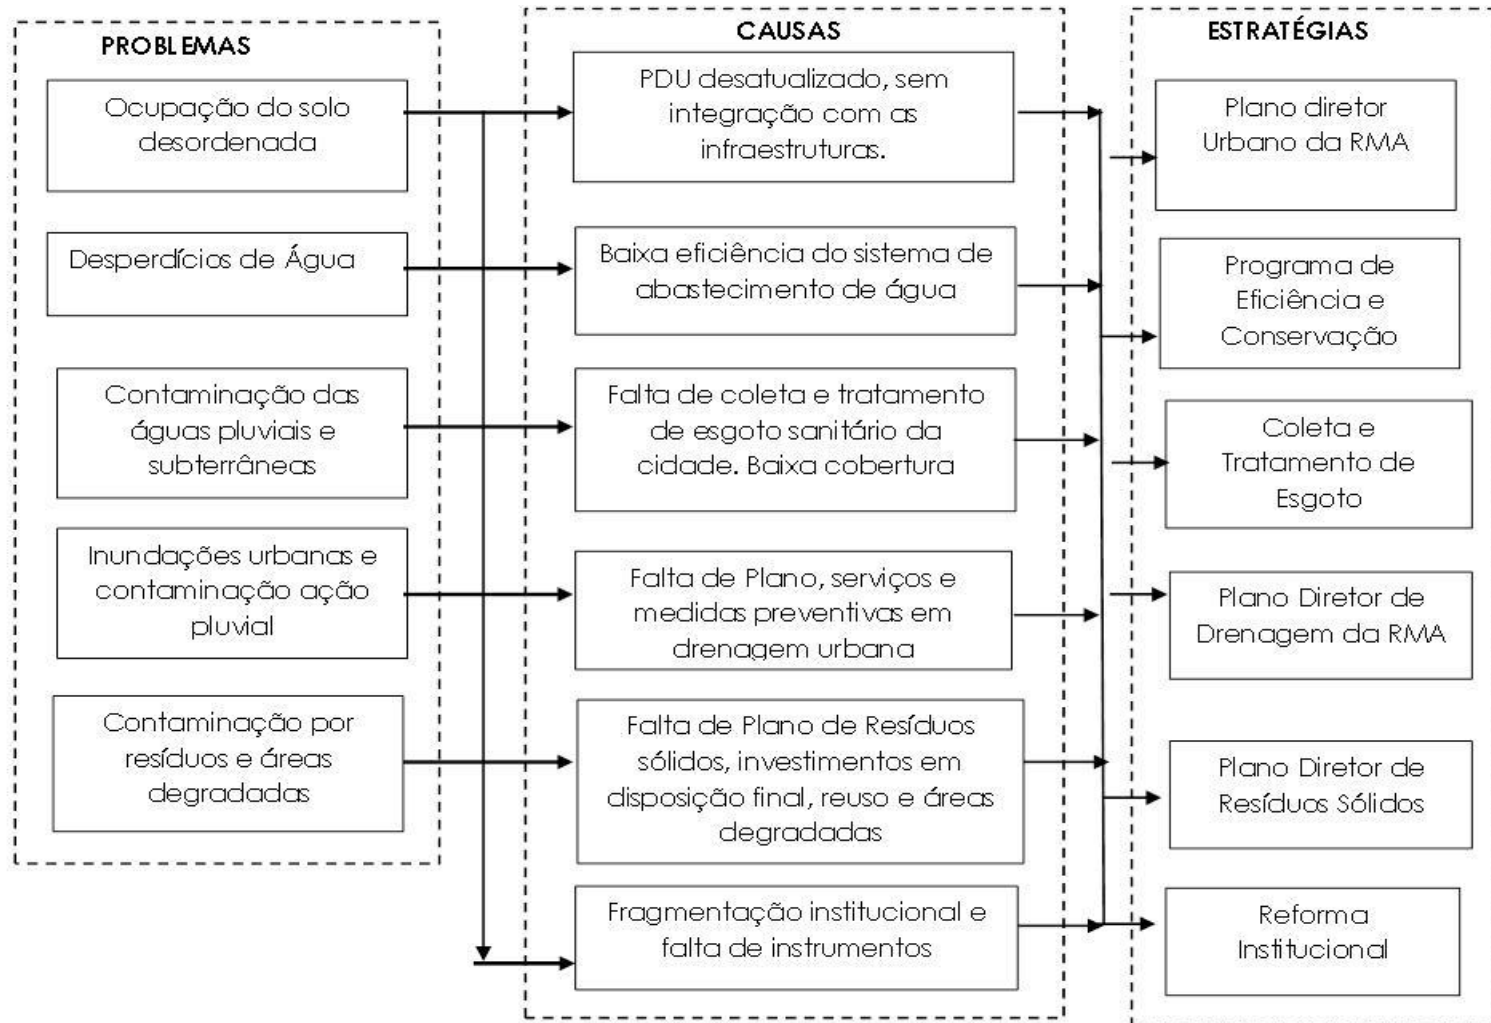 PROBLEMAS
Ocupação do solo
desordenada
Desperdícios de Água
Contaminação das
águas pluviais e
subterrâneas
Inundações urbanas e
contaminação ação
pluvial
Contaminação por
resíduos e áreas
degradadas
CAUSAS
PDU desatualizado, sem
integração com as
infraestruturas.
Baixa eficiência do sistema de
abastecimento de água
Falta de coleta e tratamento
de esgoto sanitário da
cidade. Baixa cobertura
Falta de Plano, serviços e
medidas preventivas em
drenagem urbana
Falta de Plano de Resíduos
sólidos, investimentos em
disposição final, reuso e áreas
degradadas
Fragmentação institucional e
falta de instrumentos
ESTRATÉGIAS
Plano diretor
Urbano da RMA
Programa de
Eficiência e
Conservação
Coleta e
Tratamento de
Esgoto
Plano Diretor de
Drenagem da RMA
Plano Diretor de
Resíduos Sólidos
Reforma
Institucional